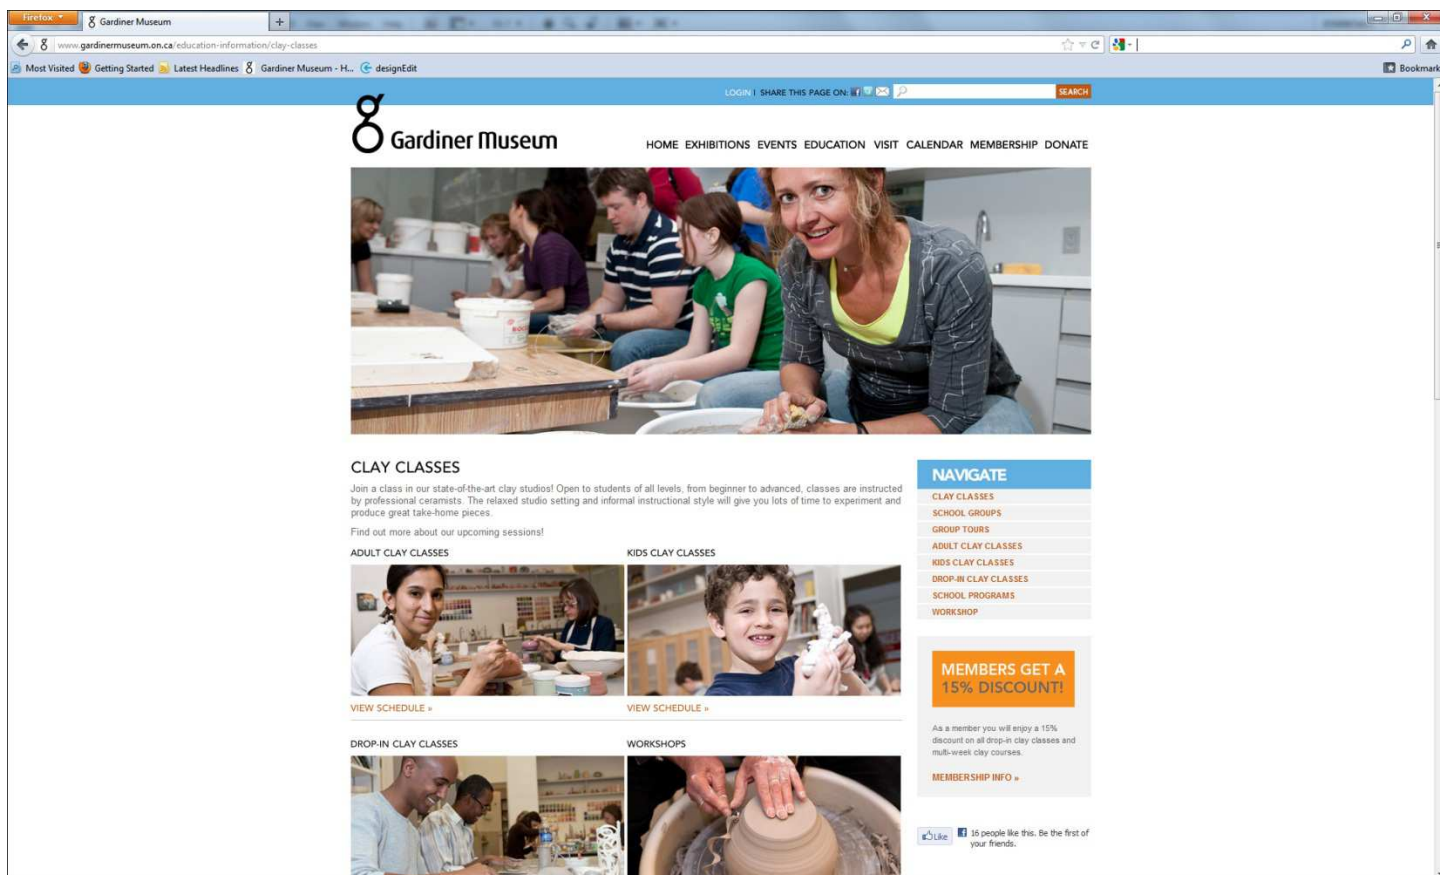 Firefox
Gardiner Museum
www.gardinermuseum.on.ca/education-information/clay-classes
Most Visited Getting Started Latest Headlines Gardiner Museum - H... designEdit
Bookmark
LOGIN | SHARE THIS PAGE ON:
SEARCH
g Gardiner Museum
HOME EXHIBITIONS EVENTS EDUCATION VISIT CALENDAR MEMBERSHIP DONATE
CLAY CLASSES
Join a class in our state-of-the-art clay studios! Open to students of all levels, from beginner to advanced, classes are instructed
by professional ceramists. The relaxed studio setting and informal instructional style will give you lots of time to experiment and
produce great take-home pieces.
Find out more about our upcoming sessions!
ADULT CLAY CLASSES
KIDS CLAY CLASSES
VIEW SCHEDULE »
VIEW SCHEDULE »
DROP-IN CLAY CLASSES
WORKSHOPS
NAVIGATE
CLAY CLASSES
SCHOOL GROUPS
GROUP TOURS
ADULT CLAY CLASSES
KIDS CLAY CLASSES
DROP-IN CLAY CLASSES
SCHOOL PROGRAMS
WORKSHOP
MEMBERS GET A
15% DISCOUNT!
As a member you will enjoy a 15%
discount on all drop-in clay classes and
multi-week clay courses.
MEMBERSHIP INFO »
Like
16 people like this. Be the first of
your friends.